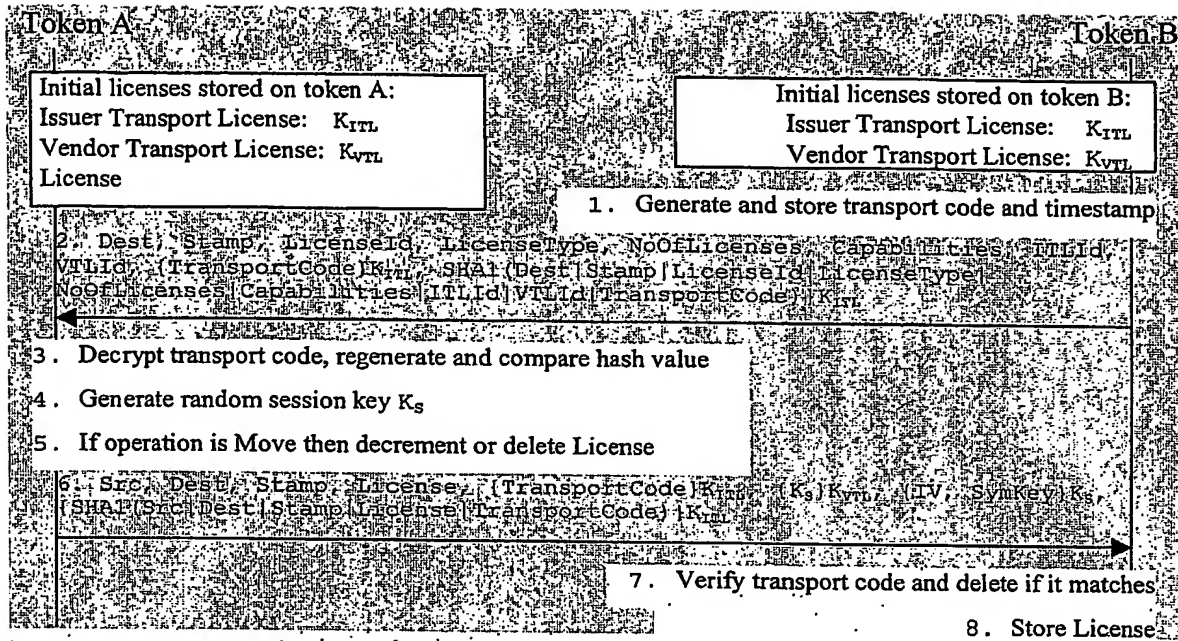 Token A
Token B
Initial licenses stored on token A:
Issuer Transport License: K_ITL
Vendor Transport License: K_VTL
License
Initial licenses stored on token B:
Issuer Transport License: K_ITL
Vendor Transport License: K_VTL
1. Generate and store transport code and timestamp
2. Dest, Stamp, LicenseId, LicenseType, NoOfLicenses, Capabilities, ITLId,
VTLId, {TransportCode}K_ITL, SHA1{Dest|Stamp|LicenseId|LicenseType|
NoOfLicenses|Capabilities|ITLId|VTLId|TransportCode}}K_ITL
3. Decrypt transport code, regenerate and compare hash value
4. Generate random session key K_S
5. If operation is Move then decrement or delete License
6. Src, Dest, Stamp, License, {TransportCode}K_ITL, {K_S}K_VTL, {IV, SymKey}K_S,
{SHA1{Src|Dest|Stamp|License|TransportCode}}K_ITL
7. Verify transport code and delete if it matches
8. Store License